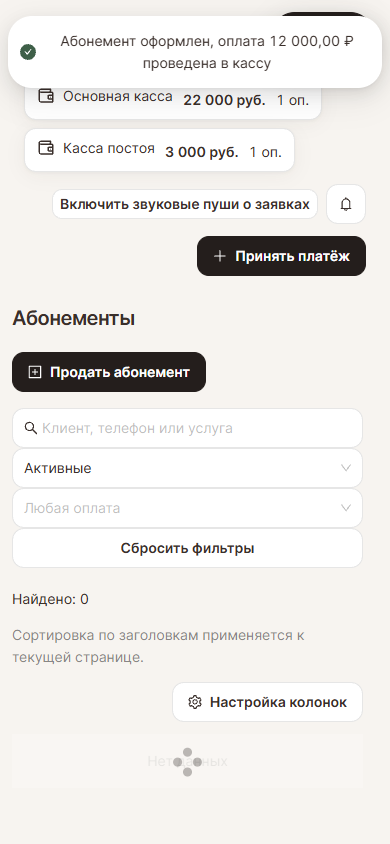 Абонемент оформлен, оплата 12 000,00 ₽
проведена в кассу
Основная касса 22 000 руб. 1 оп.
Касса постоя 3 000 руб. 1 оп.
Включить звуковые пуши о заявках
Принять платёж
Абонементы
Продать абонемент
Клиент, телефон или услуга
Активные
Любая оплата
Сбросить фильтры
Найдено: 0
Сортировка по заголовкам применяется к
текущей странице.
Настройка колонок
Нет данных